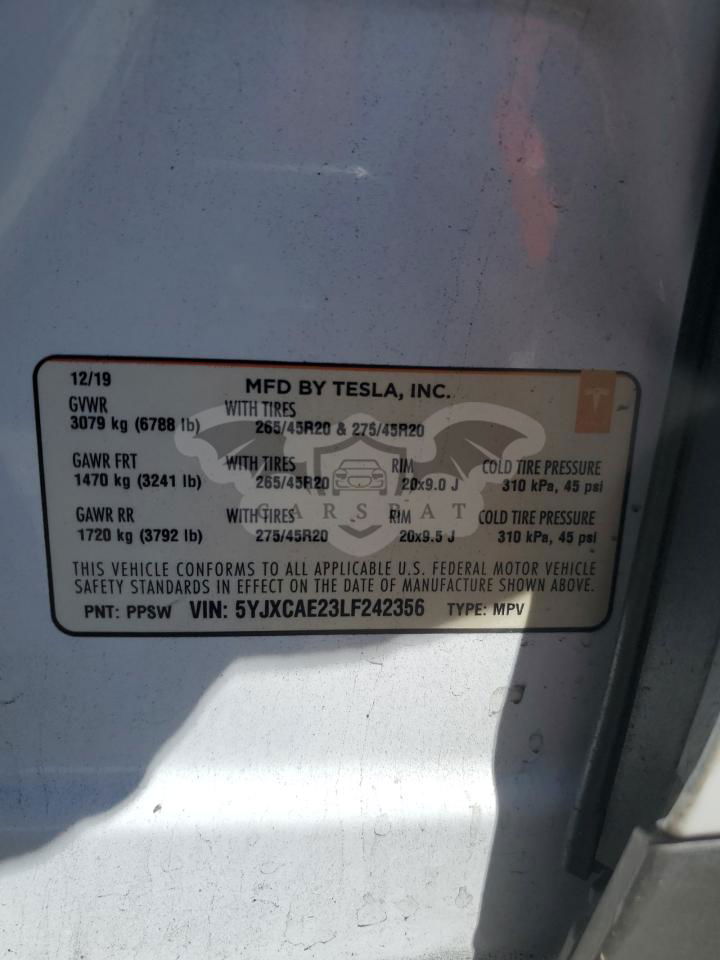 12/19 MFD BY TESLA, INC.
GVWR WITH TIRES
3079 kg (6788 lb) 265/45R20 & 275/45R20
GAWR FRT WITH TIRES RIM COLD TIRE PRESSURE
1470 kg (3241 lb) 265/45R20 20x9.0 J 310 kPa, 45 psi
CARSBAT
GAWR RR WITH TIRES RIM COLD TIRE PRESSURE
1720 kg (3792 lb) 275/45R20 20x9.5 J 310 kPa, 45 psi
THIS VEHICLE CONFORMS TO ALL APPLICABLE U.S. FEDERAL MOTOR VEHICLE
SAFETY STANDARDS IN EFFECT ON THE DATE OF MANUFACTURE SHOWN ABOVE.
PNT: PPSW VIN: 5YJXCAE23LF242356 TYPE: MPV